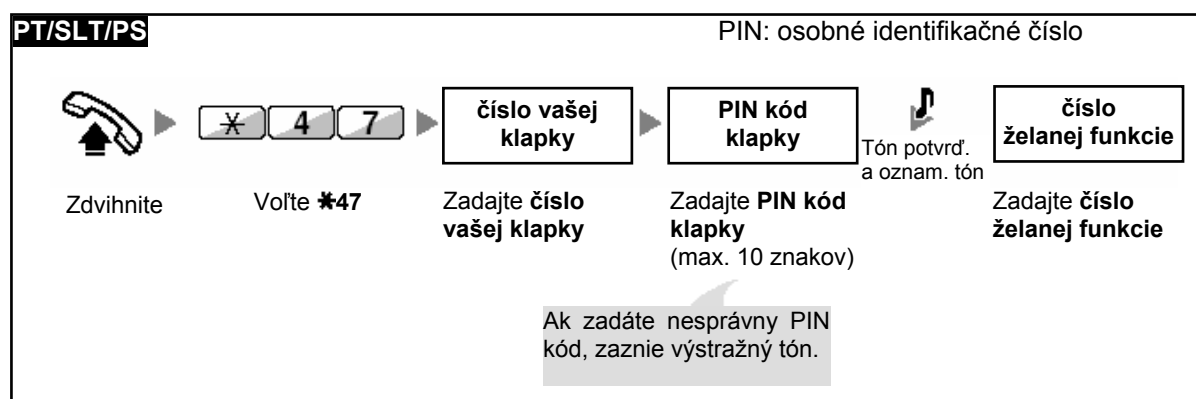 PT/SLT/PS
PIN: osobné identifikačné číslo
✱ 4 7
číslo vašej
klapky
PIN kód
klapky
Tón potvrď.
a oznam. tón
číslo
želanej funkcie
Zdvihnite
Voľte ✱47
Zadajte číslo
vašej klapky
Zadajte PIN kód
klapky
(max. 10 znakov)
Zadajte číslo
želanej funkcie
Ak zadáte nesprávny PIN
kód, zaznie výstražný tón.